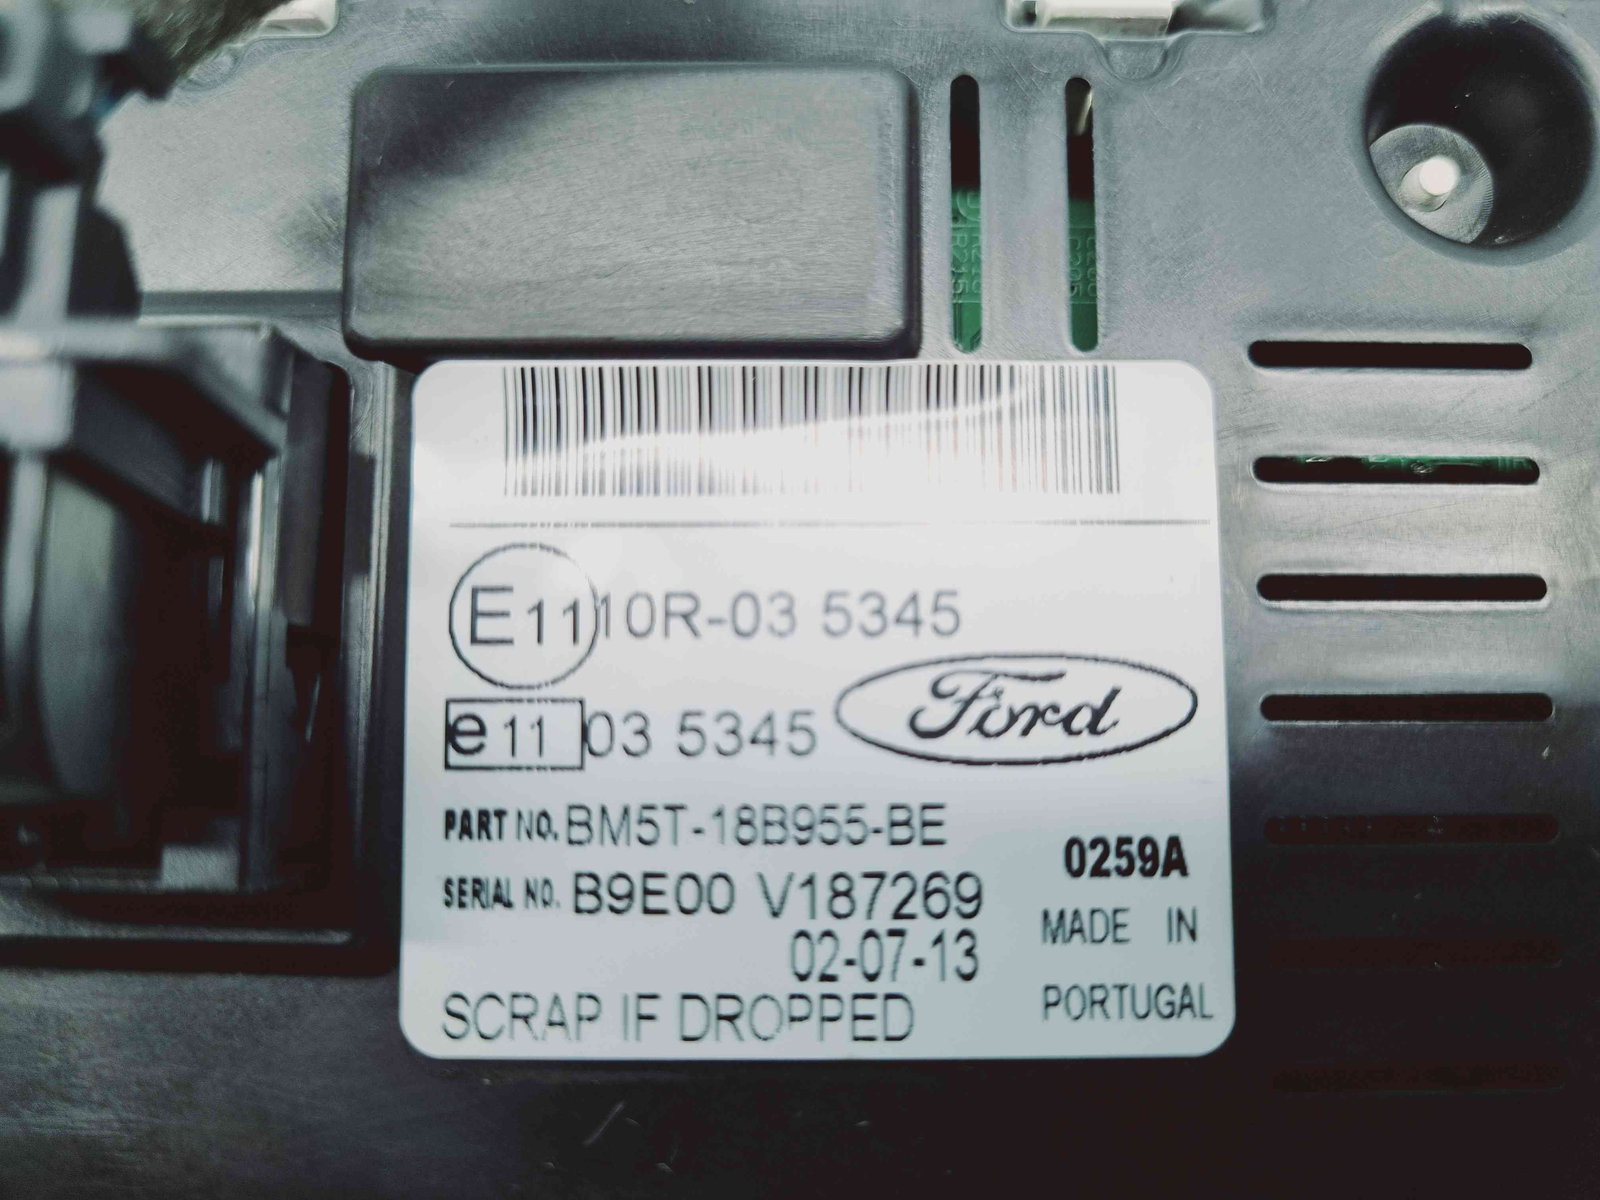 E11 10R-03 5345
e11 03 5345
Ford
PART NO. BM5T-18B955-BE
SERIAL NO. B9E00 V187269
02-07-13
0259A
MADE IN
PORTUGAL
SCRAP IF DROPPED